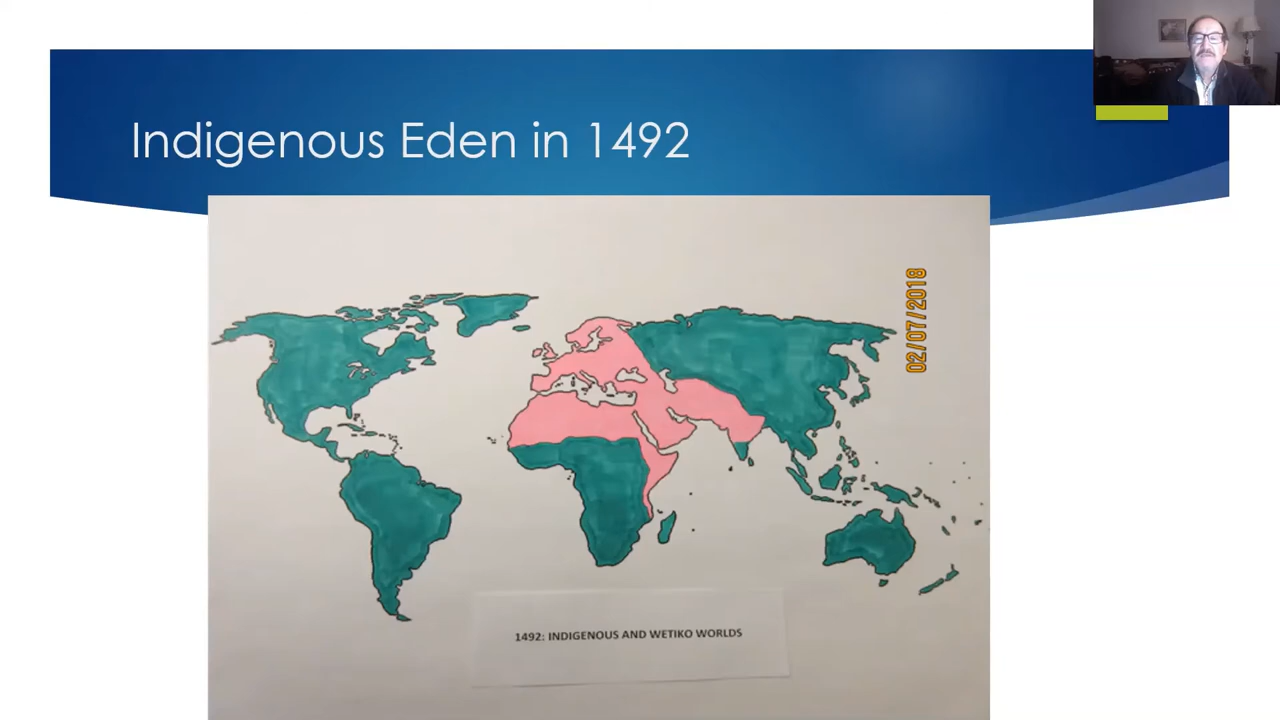 Indigenous Eden in 1492
02/07/2018
1492: INDIGENOUS AND WETIKO WORLDS